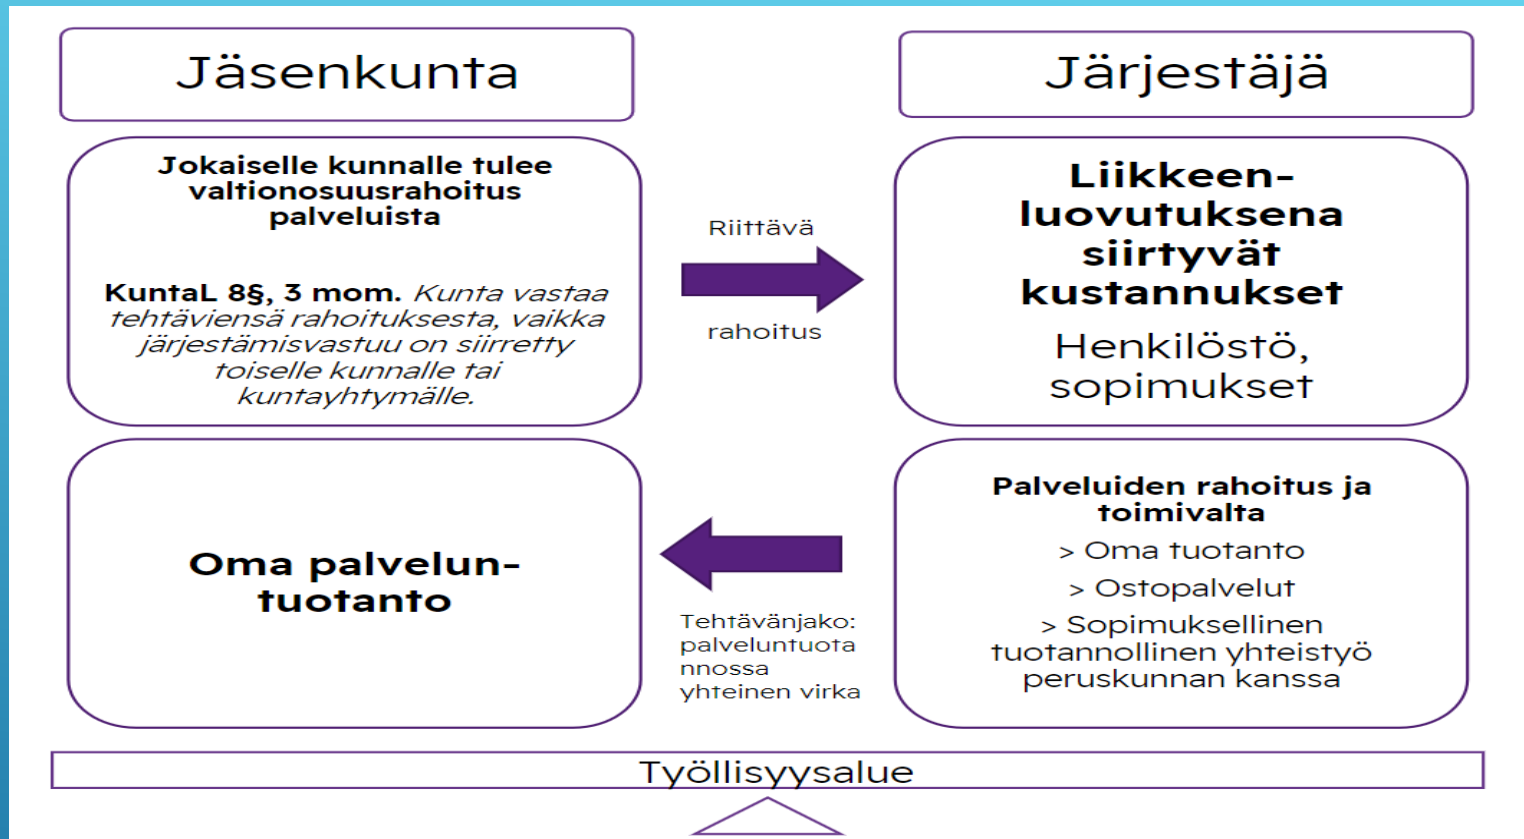 Jäsenkunta
Järjestäjä
Jokaiselle kunnalle tulee
valtionosuusrahoitus
palveluista
KuntaL 8§, 3 mom. Kunta vastaa
tehtäviensä rahoituksesta, vaikka
järjestämisvastuu on siirretty
toiselle kunnalle tai
kuntayhtymälle.
Riittävä
rahoitus
Liikkeen-
luovutuksena
siirtyvät
kustannukset
Henkilöstö,
sopimukset
Oma palvelun-
tuotanto
Tehtävänjako:
palveluntuota
nnossa
yhteinen virka
Palveluiden rahoitus ja
toimivalta
> Oma tuotanto
> Ostopalvelut
> Sopimuksellinen
tuotannollinen yhteistyö
peruskunnan kanssa
Työllisyysalue